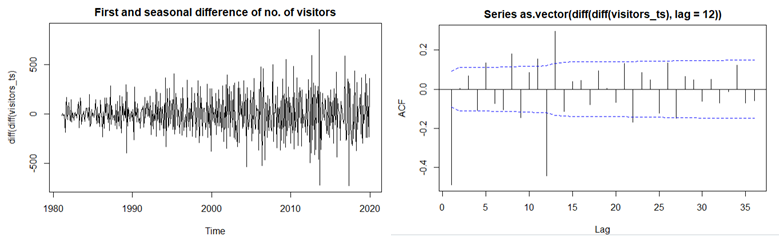 First and seasonal difference of no. of visitors
diff(diff(visitors_ts))
500
0
-500
1980 1990 2000 2010 2020
Time
Series as.vector(diff(diff(visitors_ts), lag = 12))
ACF
0.2
0.0
-0.2
-0.4
0 5 10 15 20 25 30 35
Lag